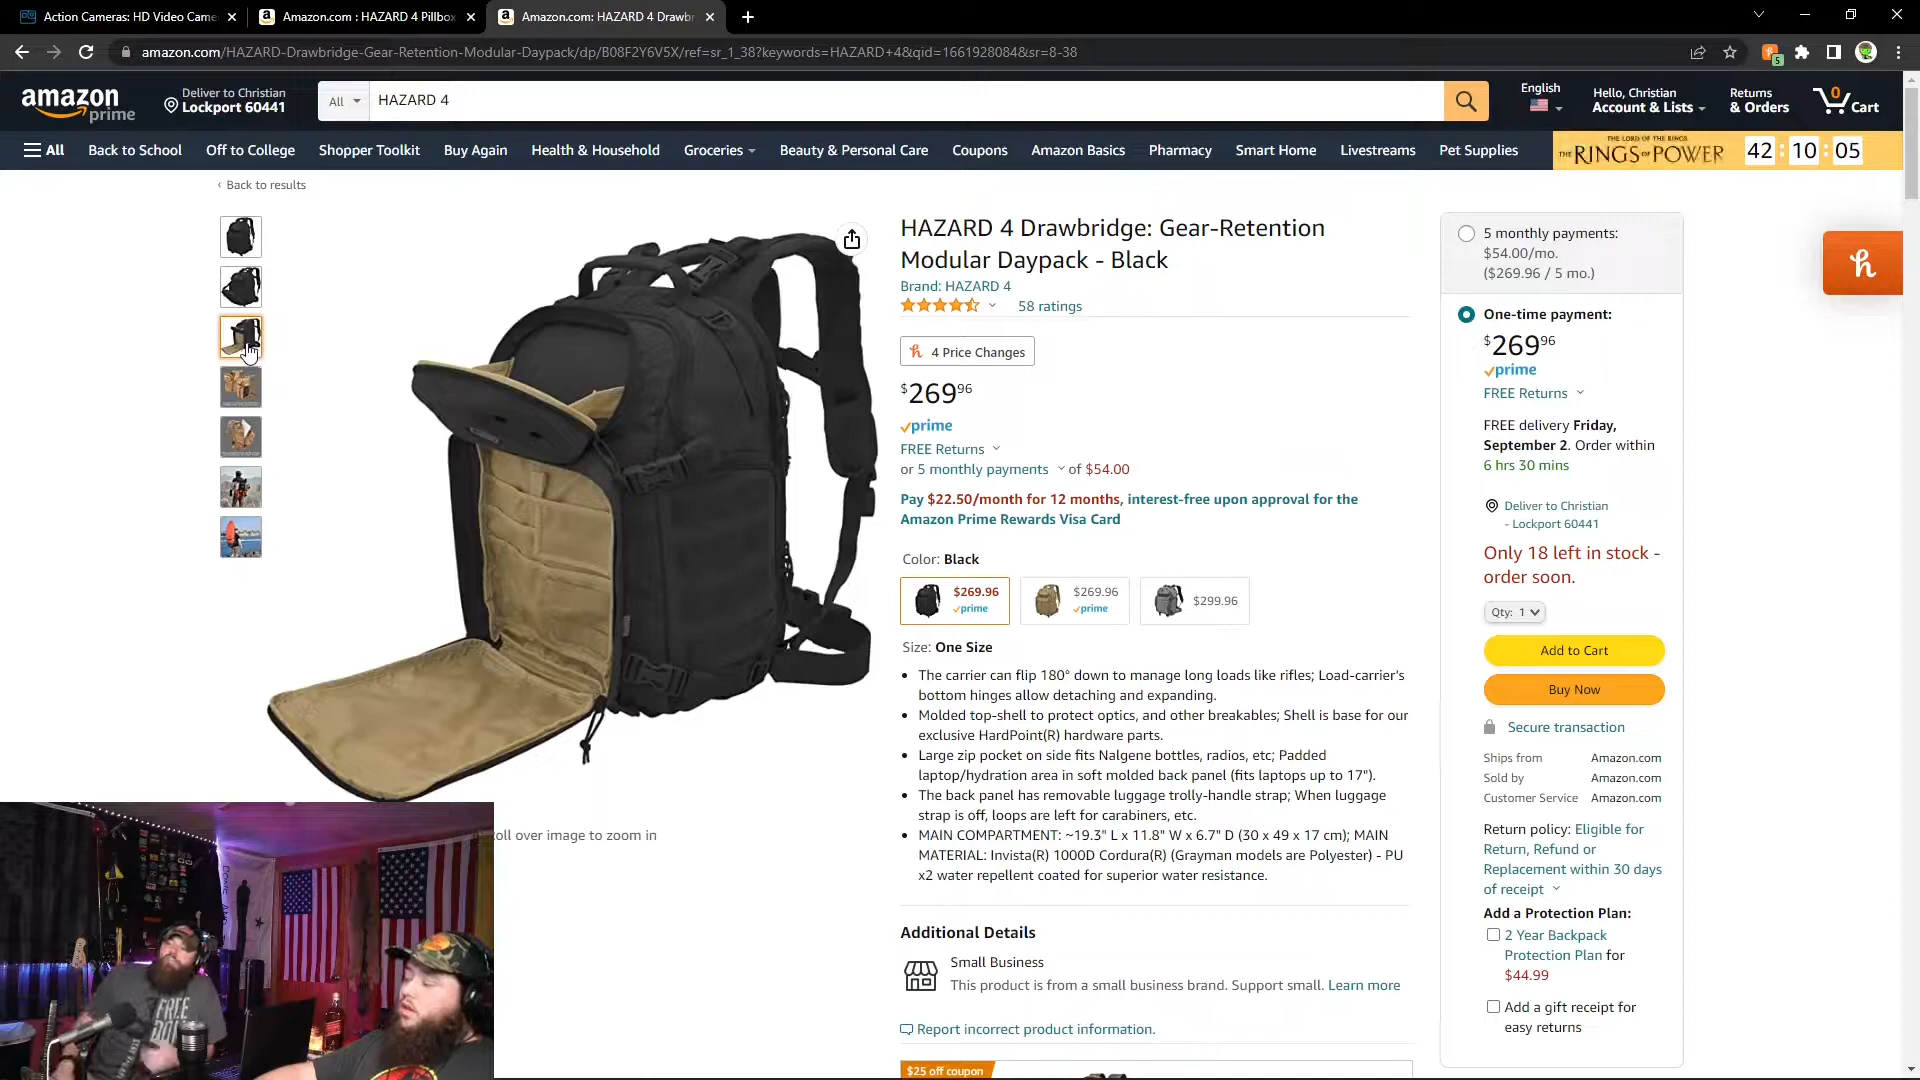 Action Cameras: HD Video Came
Amazon.com : HAZARD 4 Pillbox
Amazon.com: HAZARD 4 Drawbr
amazon.com/HAZARD-Drawbridge-Gear-Retention-Modular-Daypack/dp/B08F2Y6V5X/ref=sr_1_38?keywords=HAZARD+4&qid=1661928084&sr=8-38
5
amazon
prime
Deliver to Christian
Lockport 60441
All
HAZARD 4
English
Hello, Christian
Account & Lists
Returns
& Orders
0
Cart
All
Back to School
Off to College
Shopper Toolkit
Buy Again
Health & Household
Groceries
Beauty & Personal Care
Coupons
Amazon Basics
Pharmacy
Smart Home
Livestreams
Pet Supplies
THE LORD OF THE RINGS
THE RINGS OF POWER
42 : 10 : 05
‹ Back to results
HAZARD 4 Drawbridge: Gear-Retention
Modular Daypack - Black
Brand: HAZARD 4
58 ratings
4 Price Changes
$26996
prime
FREE Returns
or 5 monthly payments of $54.00
Pay $22.50/month for 12 months, interest-free upon approval for the
Amazon Prime Rewards Visa Card
Color: Black
$269.96
prime
$269.96
prime
$299.96
Size: One Size
• The carrier can flip 180° down to manage long loads like rifles; Load-carrier's
bottom hinges allow detaching and expanding.
• Molded top-shell to protect optics, and other breakables; Shell is base for our
exclusive HardPoint(R) hardware parts.
• Large zip pocket on side fits Nalgene bottles, radios, etc; Padded
laptop/hydration area in soft molded back panel (fits laptops up to 17").
• The back panel has removable luggage trolly-handle strap; When luggage
strap is off, loops are left for carabiners, etc.
• MAIN COMPARTMENT: ~19.3" L x 11.8" W x 6.7" D (30 x 49 x 17 cm); MAIN
MATERIAL: Invista(R) 1000D Cordura(R) (Grayman models are Polyester) - PU
x2 water repellent coated for superior water resistance.
oll over image to zoom in
Additional Details
Small Business
This product is from a small business brand. Support small. Learn more
Report incorrect product information.
$25 off coupon
5 monthly payments:
$54.00/mo.
($269.96 / 5 mo.)
One-time payment:
$26996
prime
FREE Returns
FREE delivery Friday,
September 2. Order within
6 hrs 30 mins
Deliver to Christian
- Lockport 60441
Only 18 left in stock -
order soon.
Qty: 1
Add to Cart
Buy Now
Secure transaction
Ships from Amazon.com
Sold by Amazon.com
Customer Service Amazon.com
Return policy: Eligible for
Return, Refund or
Replacement within 30 days
of receipt
Add a Protection Plan:
2 Year Backpack
Protection Plan for
$44.99
Add a gift receipt for
easy returns
COME AND
FREE